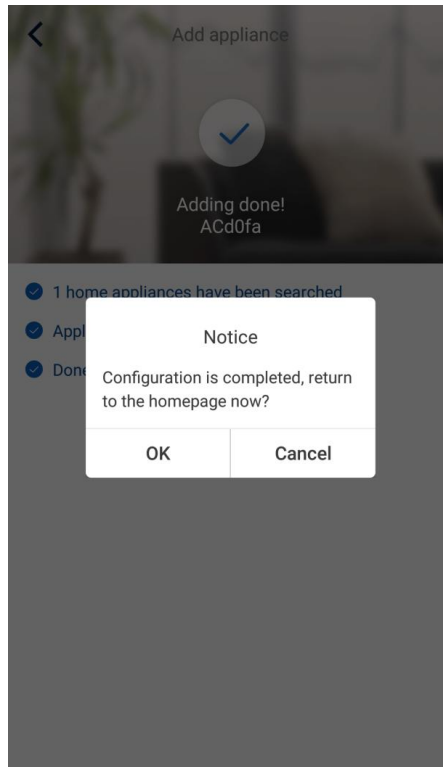 Add appliance
Adding done!
ACd0fa
1 home appliances have been searched
Appl
Done
Notice
Configuration is completed, return
to the homepage now?
OK
Cancel